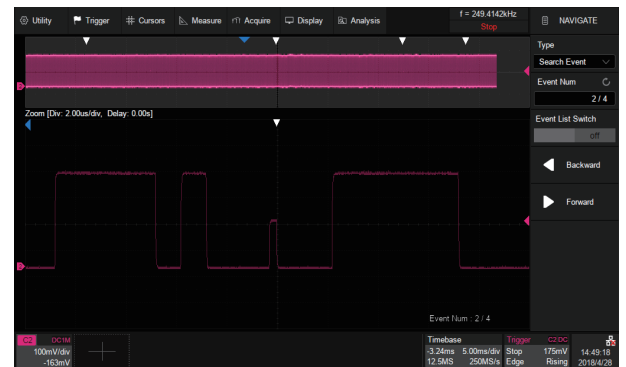 Utility Trigger Cursors Measure Acquire Display Analysis f = 249.4142kHz Stop NAVIGATE
Type
Search Event
Event Num
2 / 4
Zoom [Div: 2.00us/div, Delay: 0.00s]
Event List Switch
off
Backward
Forward
2
Event Num : 2 / 4
C2 DC1M
100mV/div
-163mV
Timebase
-3.24ms 5.00ms/div
12.5MS 250MS/s
Trigger C2 DC
Stop 175mV
Edge Rising
14:49:18
2018/4/28